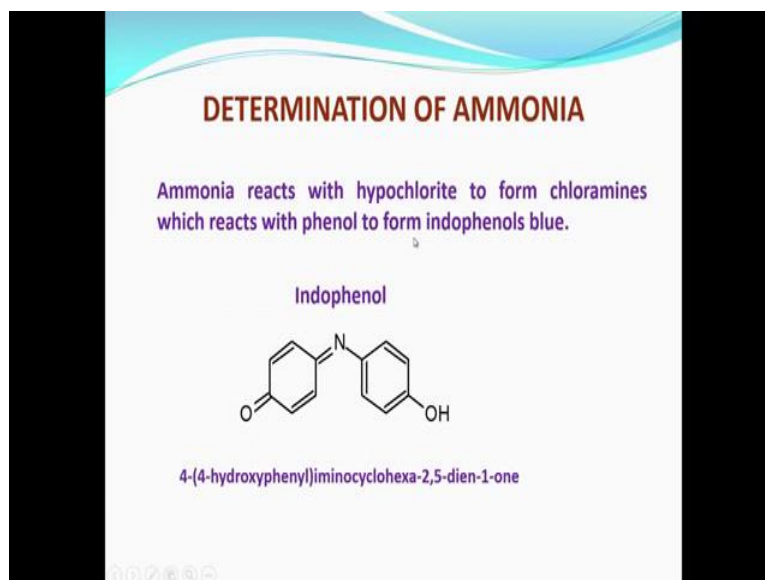 DETERMINATION OF AMMONIA
Ammonia reacts with hypochlorite to form chloramines
which reacts with phenol to form indophenols blue.
Indophenol
N
O
OH
4-(4-hydroxyphenyl)iminocyclohexa-2,5-dien-1-one